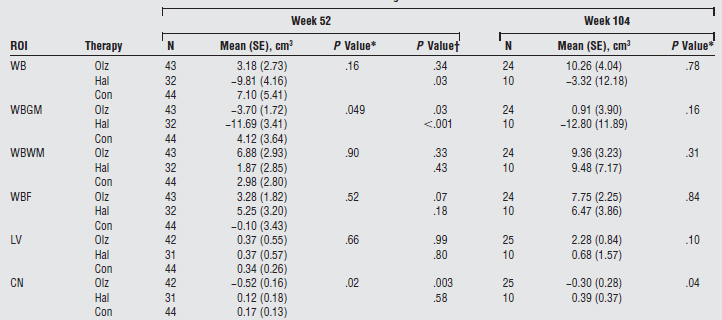 Week 52 Week 104
ROI Therapy N Mean (SE), cm³ P Value* P Value† N Mean (SE), cm³ P Value*
WB Olz 43 3.18 (2.73) .16 .34 24 10.26 (4.04) .78
Hal 32 −9.81 (4.16) .03 10 −3.32 (12.18)
Con 44 7.10 (5.41)
WBGM Olz 43 −3.70 (1.72) .049 .03 24 0.91 (3.90) .16
Hal 32 −11.69 (3.41) <.001 10 −12.80 (11.89)
Con 44 4.12 (3.64)
WBWM Olz 43 6.88 (2.93) .90 .33 24 9.36 (3.23) .31
Hal 32 1.87 (2.85) .43 10 9.48 (7.17)
Con 44 2.98 (2.80)
WBF Olz 43 3.28 (1.82) .52 .07 24 7.75 (2.25) .84
Hal 32 5.25 (3.20) .18 10 6.47 (3.86)
Con 44 −0.10 (3.43)
LV Olz 42 0.37 (0.55) .66 .99 25 2.28 (0.84) .10
Hal 31 0.37 (0.57) .80 10 0.68 (1.57)
Con 44 0.34 (0.26)
CN Olz 42 −0.52 (0.16) .02 .003 25 −0.30 (0.28) .04
Hal 31 0.12 (0.18) .58 10 0.39 (0.37)
Con 44 0.17 (0.13)